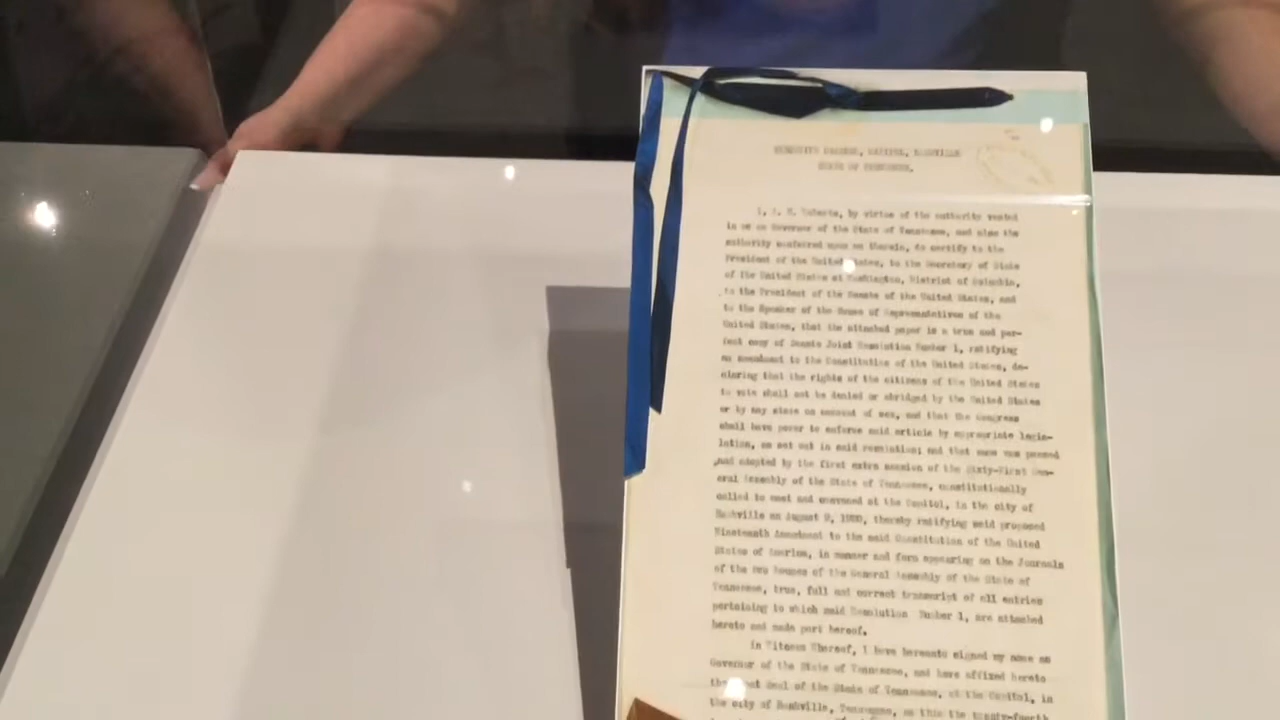 EXECUTIVE CHAMBER, CAPITOL, NASHVILLE
STATE OF TENNESSEE.
I, A. H. Roberts, by virtue of the authority vested
in me as Governor of the State of Tennessee, and also the
authority conferred upon me therein, do certify to the
President of the United States, to the Secretary of State
of the United States at Washington, District of Columbia,
to the President of the Senate of the United States, and
to the Speaker of the House of Representatives of the
United States, that the attached paper is a true and per-
fect copy of Senate Joint Resolution Number 1, ratifying
an amendment to the Constitution of the United States, de-
claring that the rights of the citizens of the United States
to vote shall not be denied or abridged by the United States
or by any state on account of sex, and that the Congress
shall have power to enforce said article by appropriate legis-
lation, as set out in said resolution; and that same was passed
and adopted by the first extra session of the Sixty-First Gen-
eral Assembly of the State of Tennessee, constitutionally
called to meet and convened at the Capitol, in the city of
Nashville on August 9, 1920, thereby ratifying said proposed
Nineteenth Amendment to the said Constitution of the United
States of America, in manner and form appearing on the Journals
of the two houses of the General Assembly of the State of
Tennessee, true, full and correct transcript of all entries
pertaining to which said Resolution Number 1, are attached
hereto and made part hereof.
In Witness Whereof, I have hereunto signed my name as
Governor of the State of Tennessee, and have affixed hereto
the Great Seal of the State of Tennessee, at the Capitol, in
the city of Nashville, Tennessee, on this the twenty-fourth